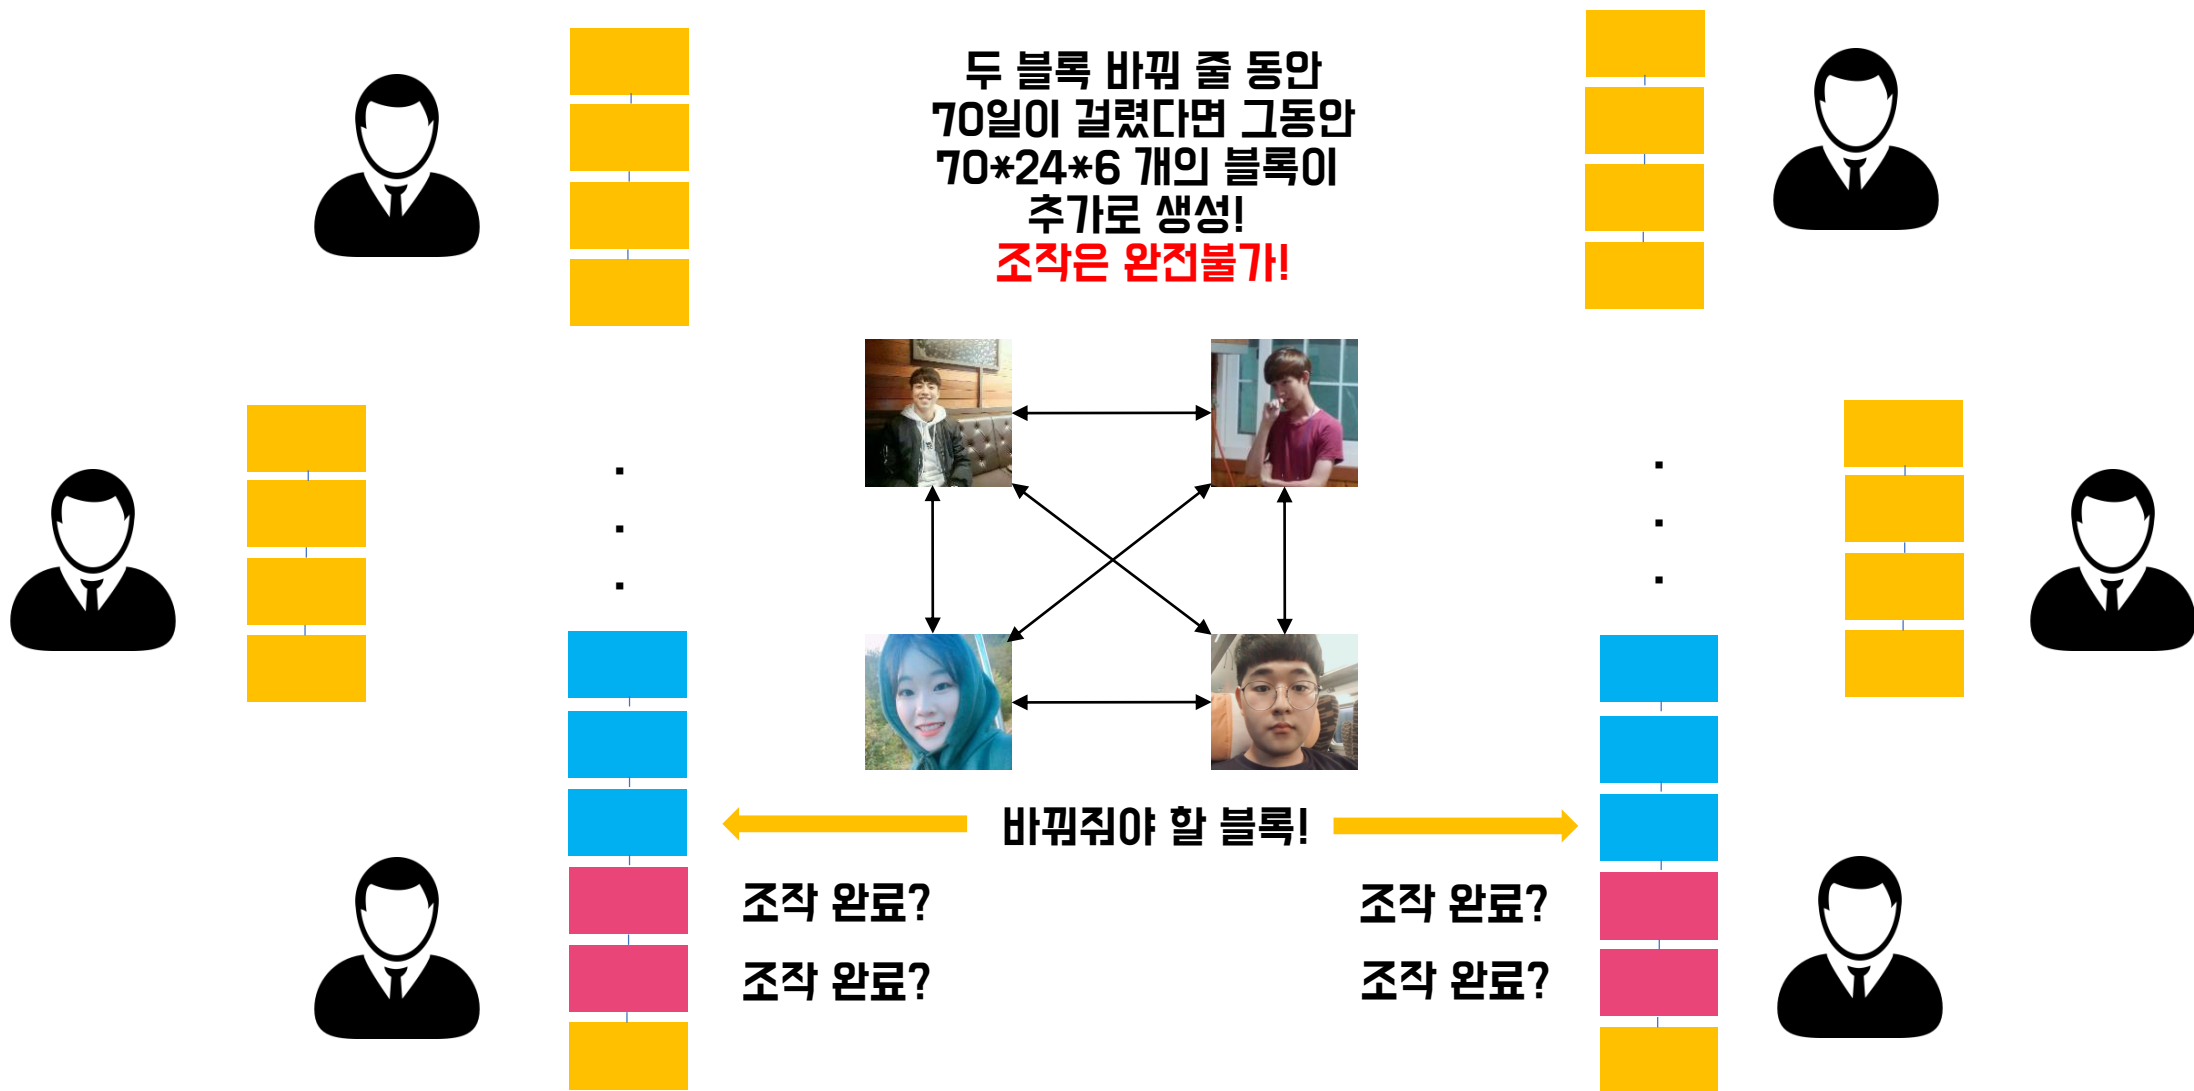 두 블록 바꿔 줄 동안
70일이 걸렸다면 그동안
70*24*6 개의 블록이
추가로 생성!
조작은 완전불가!
바꿔줘야 할 블록!
조작 완료?
조작 완료?
조작 완료?
조작 완료?